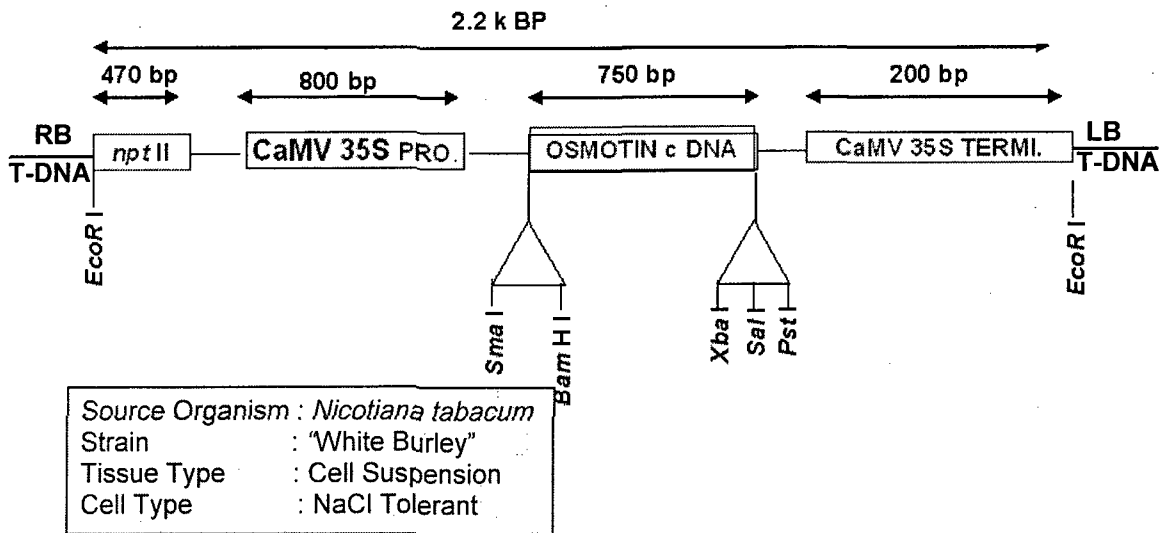 2.2 k BP
470 bp
800 bp
750 bp
200 bp
RB
T-DNA
npt II
CaMV 35S PRO.
OSMOTIN c DNA
CaMV 35S TERMI.
LB
T-DNA
EcoR I
Sma I
Bam H I
Xba I
Sal I
Pst I
EcoR I
Source Organism : Nicotiana tabacum
Strain : “White Burley”
Tissue Type : Cell Suspension
Cell Type : NaCl Tolerant